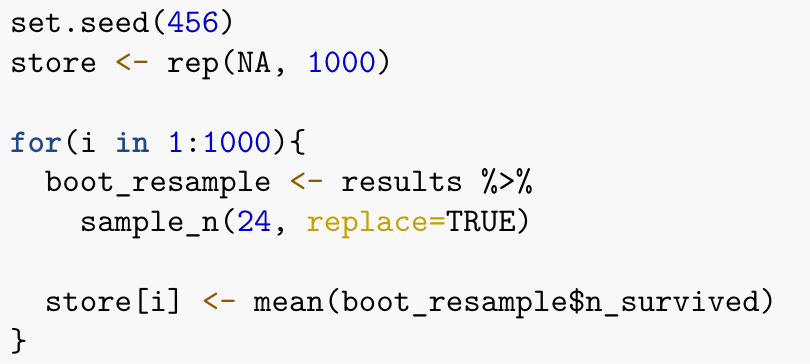 set.seed(456)
store <- rep(NA, 1000)
for(i in 1:1000){
  boot_resample <- results %>%
    sample_n(24, replace=TRUE)
  store[i] <- mean(boot_resample$n_survived)
}